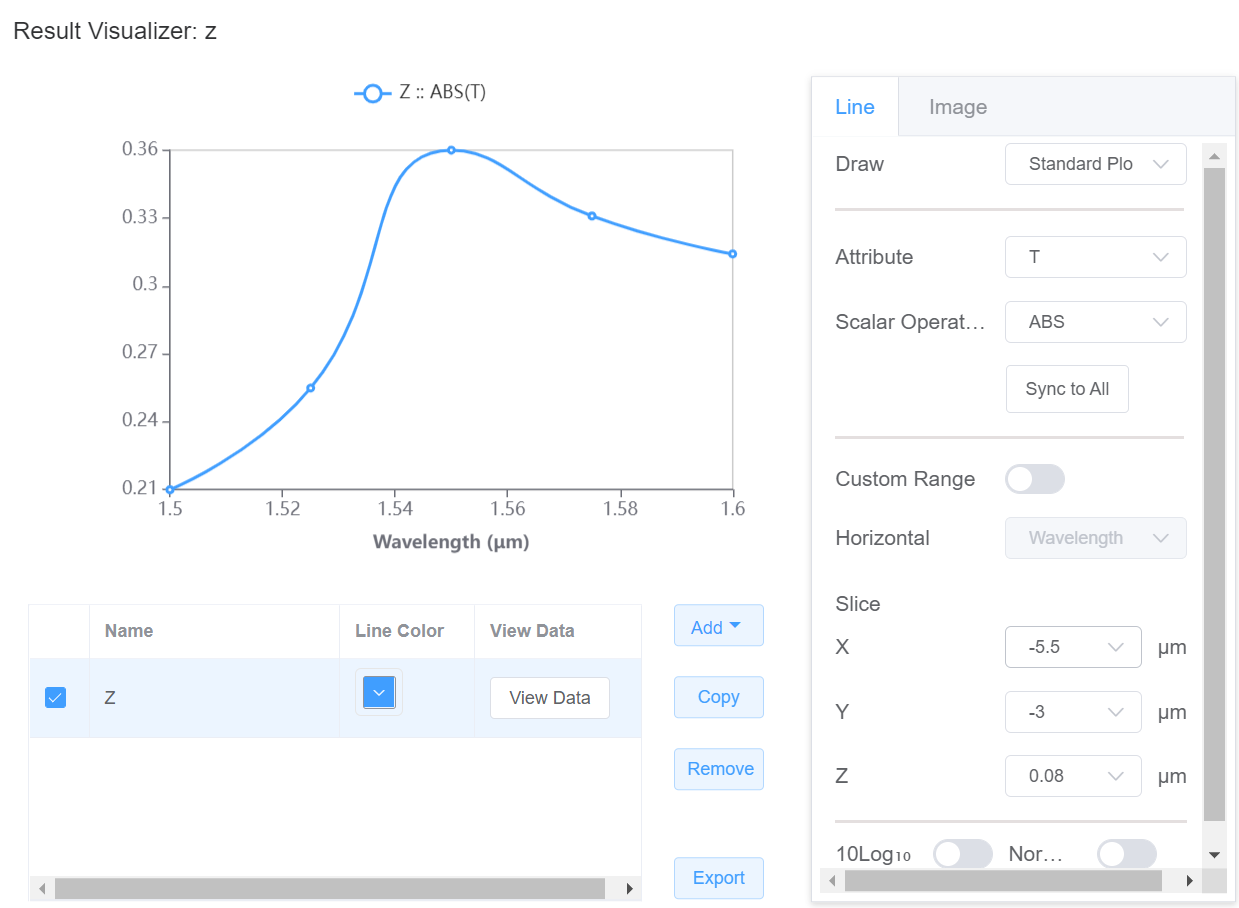 Result Visualizer: z
Z :: ABS(T)
0.36
0.33
0.3
0.27
0.24
0.21
1.5 1.52 1.54 1.56 1.58 1.6
Wavelength (μm)
Name Line Color View Data
Z View Data
Add
Copy
Remove
Export
Line Image
Draw Standard Plo
Attribute T
Scalar Operat... ABS
Sync to All
Custom Range
Horizontal Wavelength
Slice
X -5.5 μm
Y -3 μm
Z 0.08 μm
10Log₁₀ Nor...